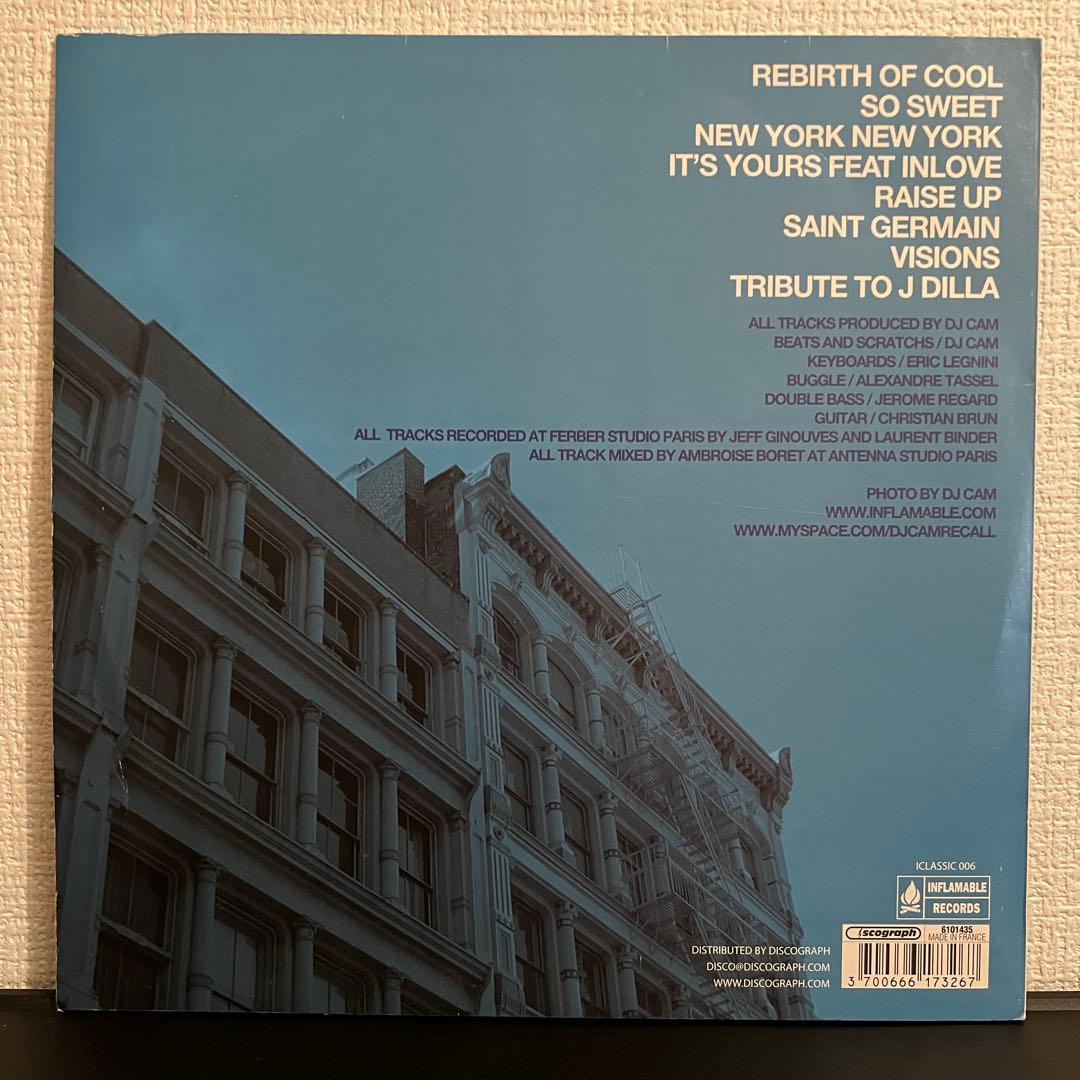 REBIRTH OF COOL
SO SWEET
NEW YORK NEW YORK
IT'S YOURS FEAT INLOVE
RAISE UP
SAINT GERMAIN
VISIONS
TRIBUTE TO J DILLA
ALL TRACKS PRODUCED BY DJ CAM
BEATS AND SCRATCHS / DJ CAM
KEYBOARDS / ERIC LEGNINI
BUGGLE / ALEXANDRE TASSEL
DOUBLE BASS / JEROME REGARD
GUITAR / CHRISTIAN BRUN
ALL TRACKS RECORDED AT FERBER STUDIO PARIS BY JEFF GINOUVES AND LAURENT BINDER
ALL TRACK MIXED BY AMBROISE BORET AT ANTENNA STUDIO PARIS
PHOTO BY DJ CAM
WWW.INFLAMABLE.COM
WWW.MYSPACE.COM/DJCAMRECALL
ICLASSIC 006
INFLAMABLE
RECORDS
discograph 6101435
MADE IN FRANCE
3 700666 173267
DISTRIBUTED BY DISCOGRAPH
DISCO@DISCOGRAPH.COM
WWW.DISCOGRAPH.COM